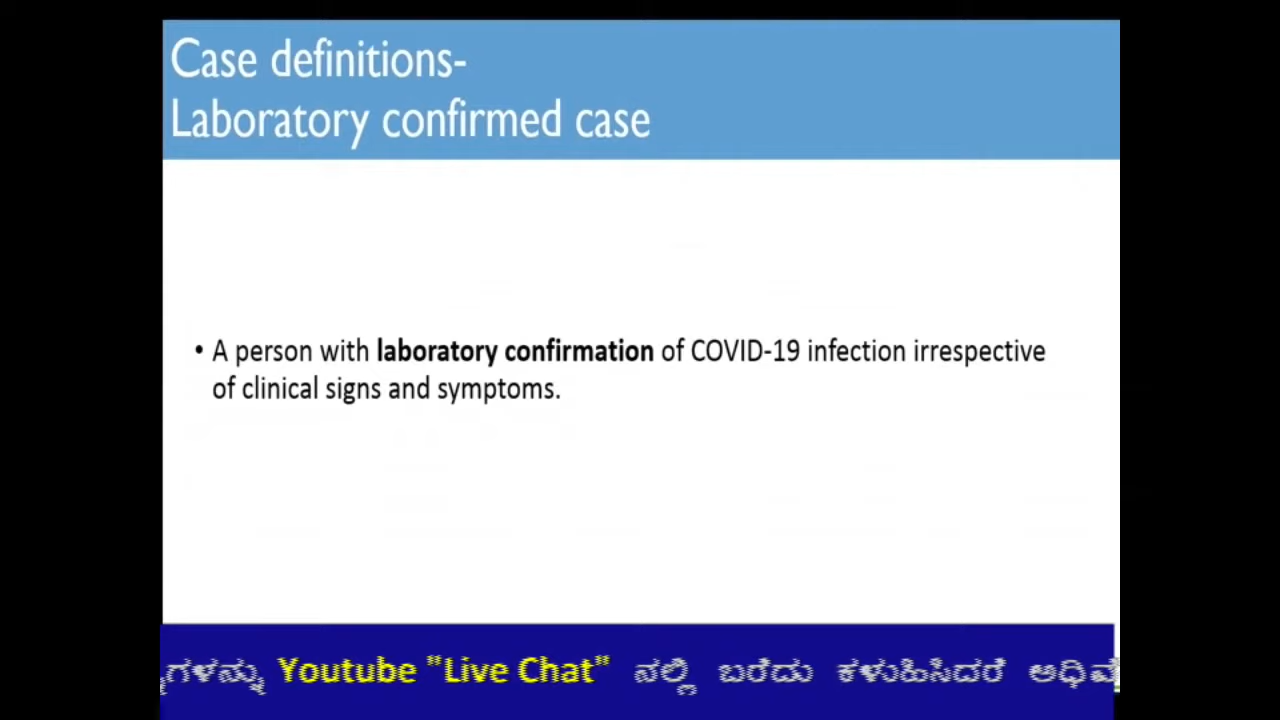 Case definitions-
Laboratory confirmed case
• A person with laboratory confirmation of COVID-19 infection irrespective
of clinical signs and symptoms.
Youtube "Live Chat" ನಲ್ಲಿ ಬರೆದು ಕಳುಹಿಸಿದರೆ